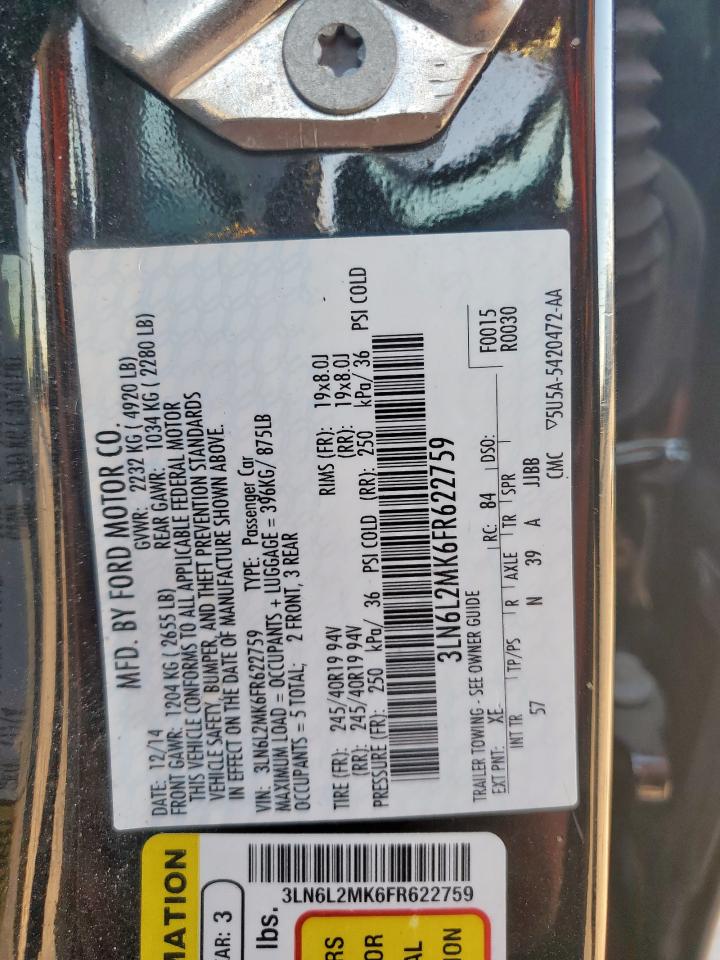 MFD. BY FORD MOTOR CO.
DATE: 12/14 GVWR: 2232 KG ( 4920 LB)
FRONT GAWR: 1204 KG ( 2655 LB) REAR GAWR: 1034 KG ( 2280 LB)
THIS VEHICLE CONFORMS TO ALL APPLICABLE FEDERAL MOTOR
VEHICLE SAFETY, BUMPER, AND THEFT PREVENTION STANDARDS
IN EFFECT ON THE DATE OF MANUFACTURE SHOWN ABOVE.
VIN: 3LN6L2MK6FR622759 TYPE: Passenger Car
MAXIMUM LOAD = OCCUPANTS + LUGGAGE = 396KG/ 875LB
OCCUPANTS = 5 TOTAL; 2 FRONT, 3 REAR
TIRE (FR): 245/40R19 94V RIMS (FR): 19x8.0J
(RR): 245/40R19 94V (RR): 19x8.0J
PRESSURE (FR): 250 kPa/ 36 PSI COLD (RR): 250 kPa/ 36 PSI COLD
3LN6L2MK6FR622759
TRAILER TOWING - SEE OWNER GUIDE
F0015
EXT PNT: XE RC: 84 DSO: R0030
INT TR TP/PS R AXLE TR SPR
57 N 39 A JJBB
CMC ▽5U5A-5420472-AA
MATION
AR: 3
lbs.
3LN6L2MK6FR622759
RS
OR
AL
ION